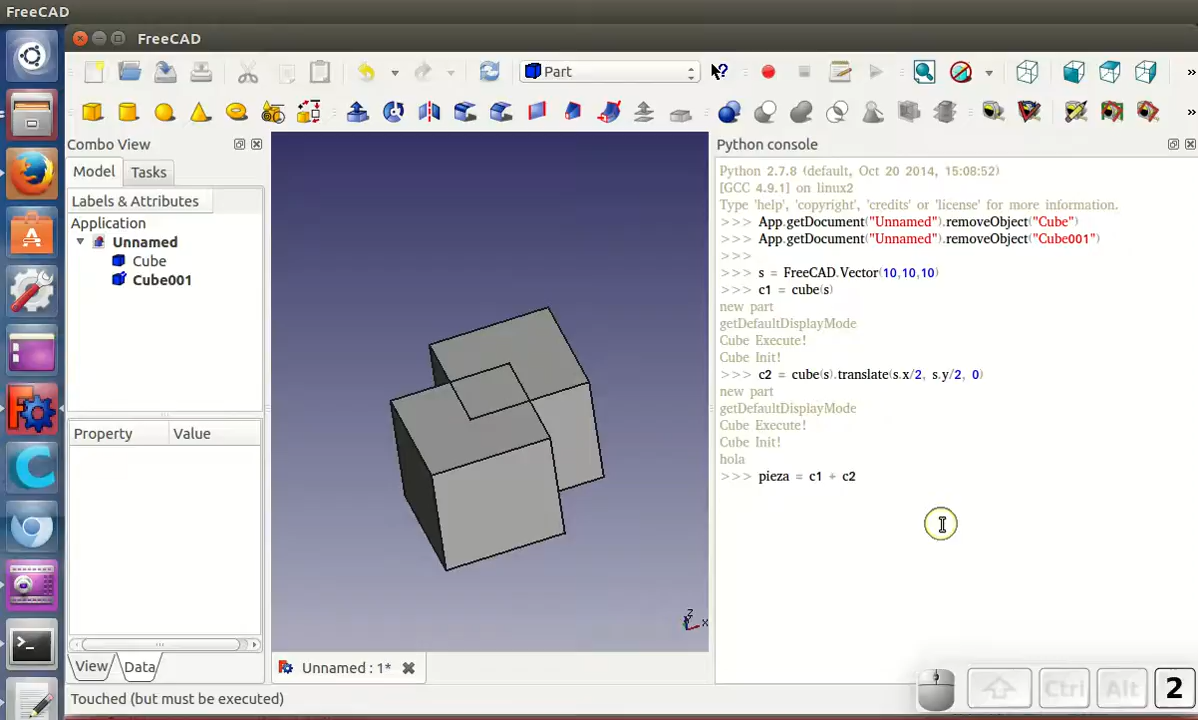 FreeCAD
FreeCAD
Part
»
»
Combo View
Model
Tasks
Labels & Attributes
Application
Unnamed
Cube
Cube001
Property
Value
View
Data
Unnamed : 1*
z
x
Python console
Python 2.7.8 (default, Oct 20 2014, 15:08:52)
[GCC 4.9.1] on linux2
Type 'help', 'copyright', 'credits' or 'license' for more information.
>>> App.getDocument("Unnamed").removeObject("Cube")
>>> App.getDocument("Unnamed").removeObject("Cube001")
>>>
>>> s = FreeCAD.Vector(10,10,10)
>>> c1 = cube(s)
new part
getDefaultDisplayMode
Cube Execute!
Cube Init!
>>> c2 = cube(s).translate(s.x/2, s.y/2, 0)
new part
getDefaultDisplayMode
Cube Execute!
Cube Init!
hola
>>> pieza = c1 + c2
Touched (but must be executed)
Ctrl
Alt
2